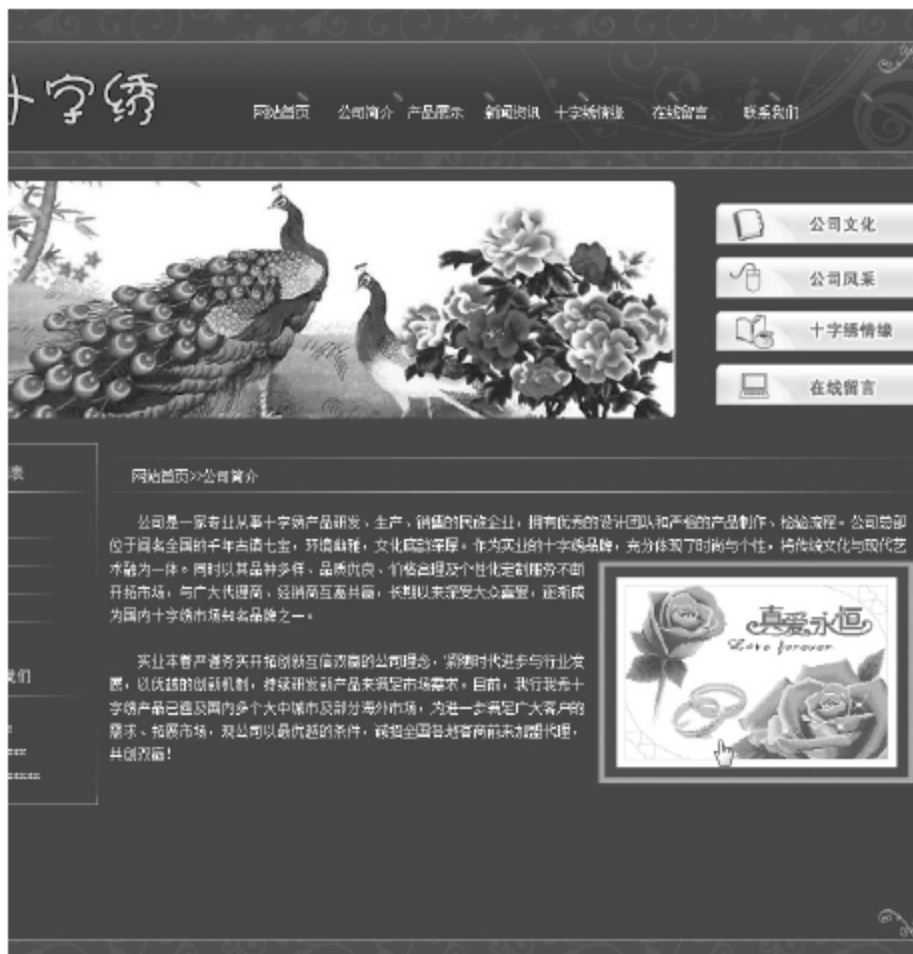 十字绣
网站首页 公司简介 产品展示 新闻资讯 十字绣情缘 在线留言 联系我们
公司文化
公司风采
十字绣情缘
在线留言
表
网站首页>>公司简介
公司是一家专业从事十字绣产品研发、生产、销售的民族企业，拥有优秀的设计团队和严格的产品制作、检验流程。公司总部
位于闻名全国的千年古镇七宝，环境幽雅，文化底韵深厚。作为实业的十字绣品牌，充分体现了时尚与个性，将传统文化与现代艺
术融为一体。同时以其品种多样、品质优良、价格合理及个性化定制服务不断
开拓市场，与广大代理商、经销商互惠共赢，长期以来深受大众喜爱，逐渐成
为国内十字绣市场知名品牌之一。
实业本着严谨务实开拓创新互信双赢的公司理念，紧随时代进步与行业发
展，以优越的创新机制，持续研发新产品来满足市场需求。目前，我行我秀十
字绣产品已遍及国内多个大中城市及部分海外市场，为进一步满足广大客户的
需求、拓展市场，现公司以最优越的条件，诚招全国各地客商前来加盟代理，
共创双赢！
我们
真爱永恒
Love forever